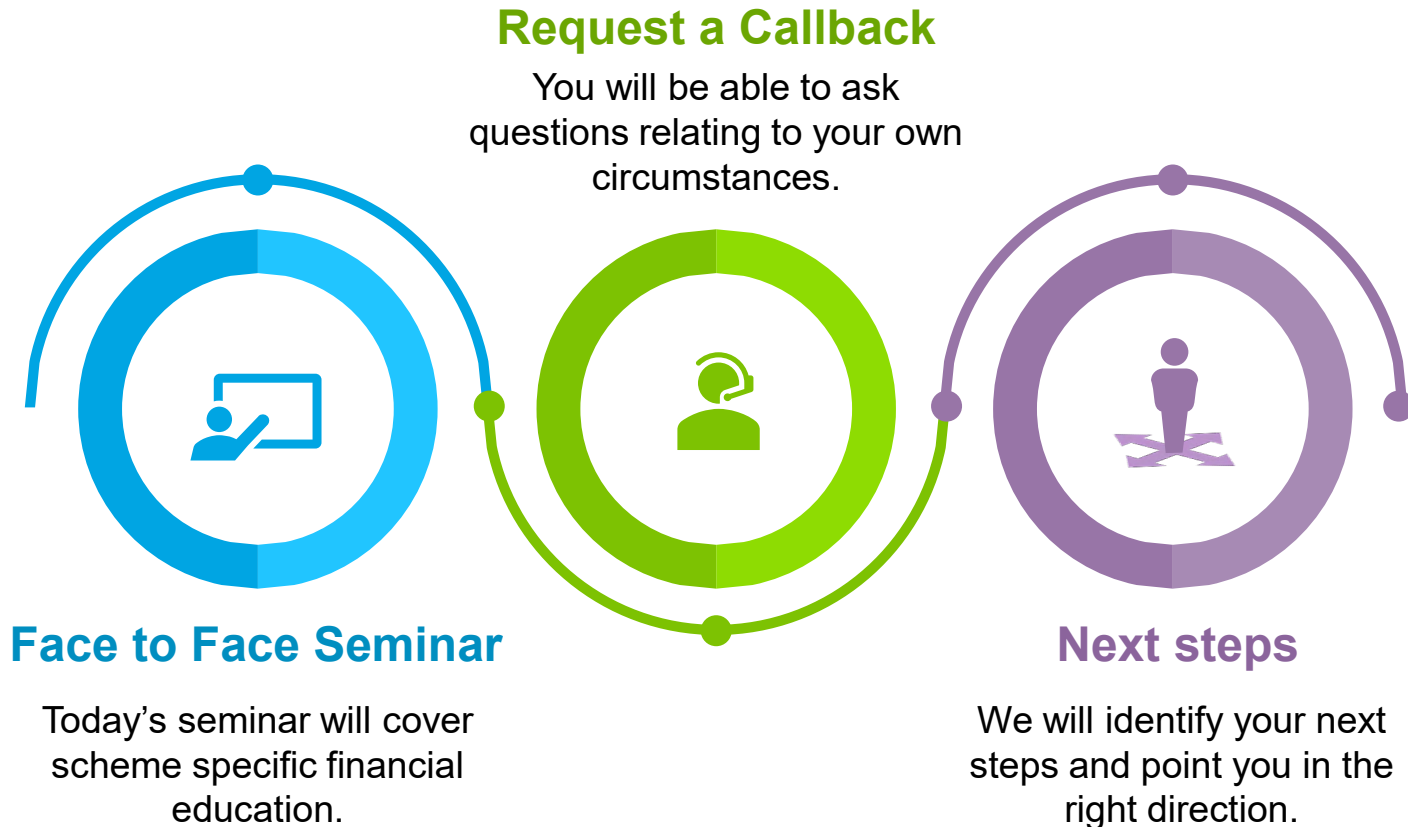 Request a Callback
You will be able to ask
questions relating to your own
circumstances.
Face to Face Seminar
Today’s seminar will cover
scheme specific financial
education.
Next steps
We will identify your next
steps and point you in the
right direction.